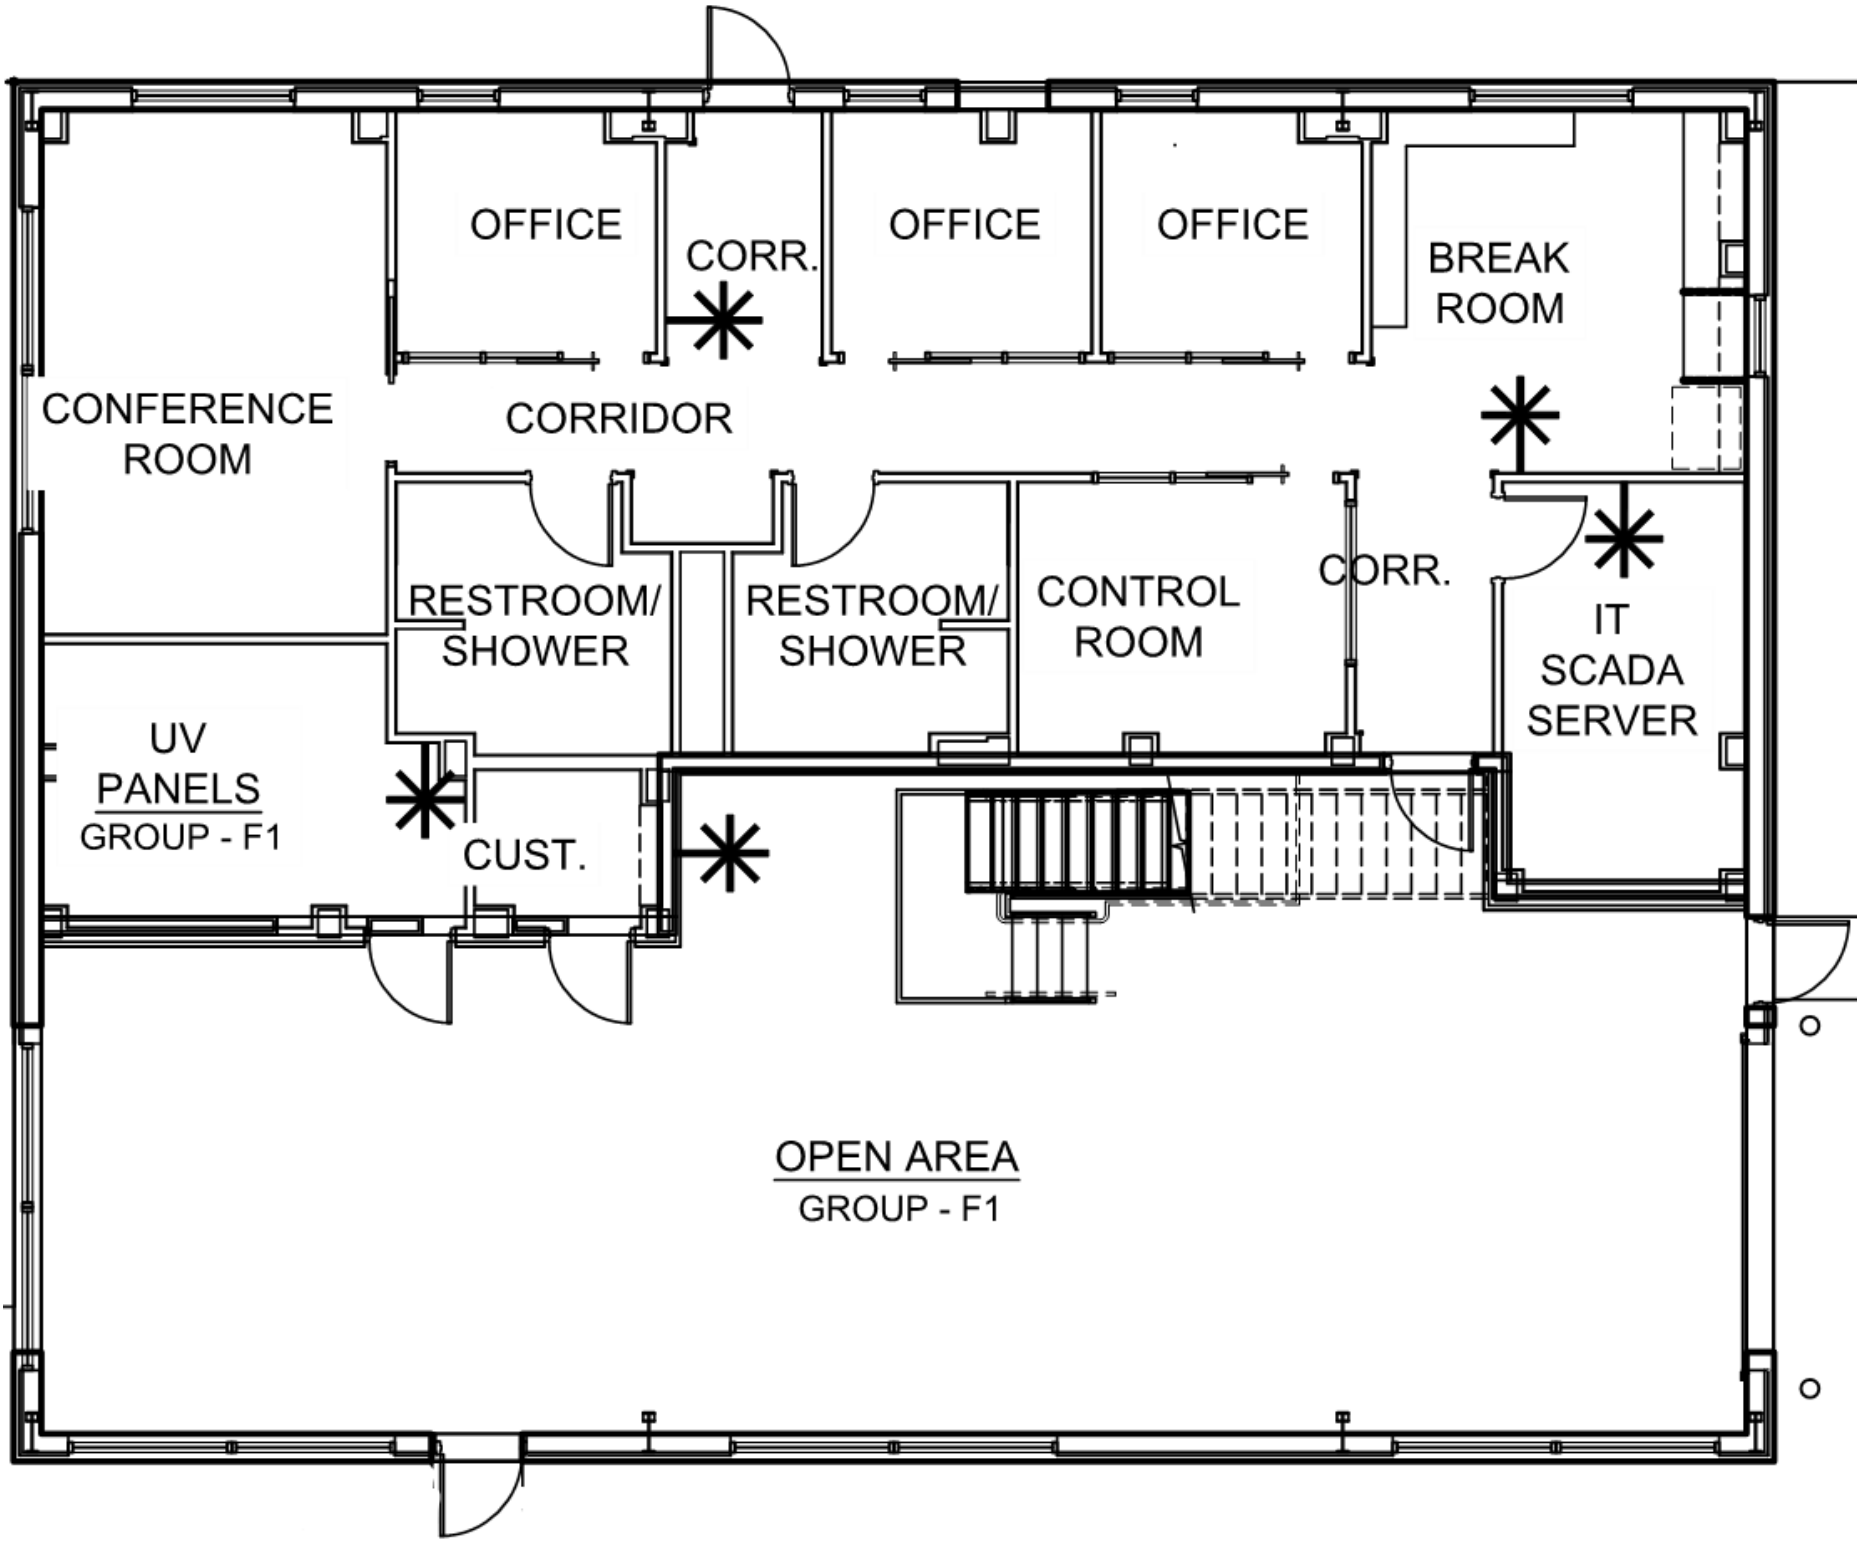 OFFICE
CORR.
OFFICE
OFFICE
BREAK
ROOM
CONFERENCE
ROOM
CORRIDOR
RESTROOM/
SHOWER
RESTROOM/
SHOWER
CONTROL
ROOM
CORR.
IT
SCADA
SERVER
UV
PANELS
GROUP - F1
CUST.
OPEN AREA
GROUP - F1